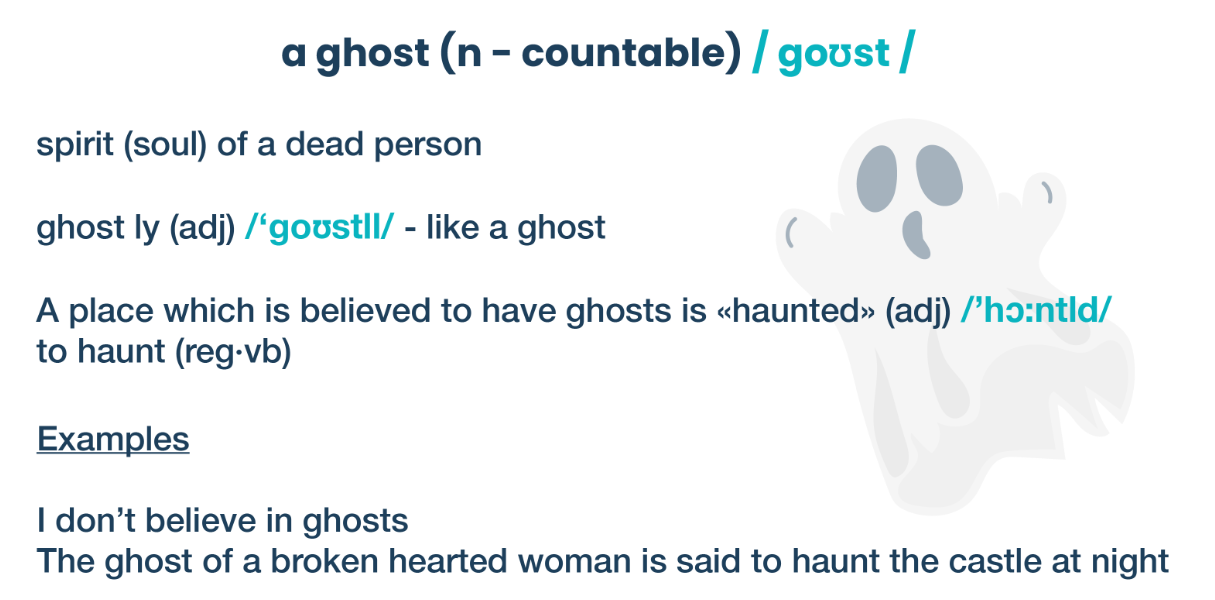 a ghost (n – countable) / goʊst /
spirit (soul) of a dead person
ghost ly (adj) /‘goʊstll/ - like a ghost
A place which is believed to have ghosts is «haunted» (adj) /’hɔ:ntld/
to haunt (reg·vb)
Examples
I don’t believe in ghosts
The ghost of a broken hearted woman is said to haunt the castle at night